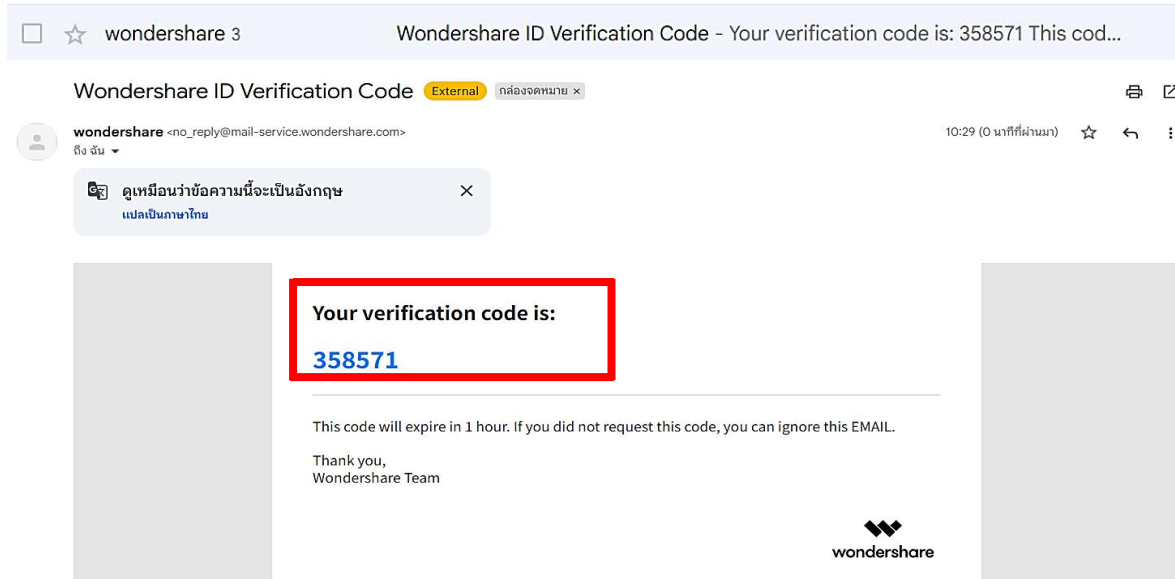 wondershare 3 Wondershare ID Verification Code - Your verification code is: 358571 This cod...
Wondershare ID Verification Code External กล่องจดหมาย ×
wondershare <no_reply@mail-service.wondershare.com> 10:29 (0 นาทีที่ผ่านมา)
ถึง ฉัน
ดูเหมือนว่าข้อความนี้จะเป็นอังกฤษ
แปลเป็นภาษาไทย
Your verification code is:
358571
This code will expire in 1 hour. If you did not request this code, you can ignore this EMAIL.
Thank you,
Wondershare Team
wondershare